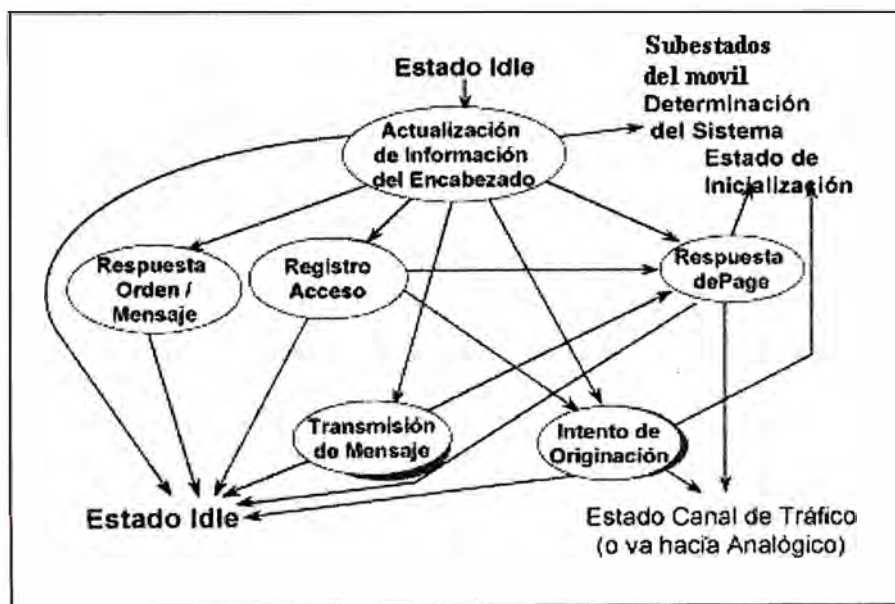 Estado Idle
Subestados
del movil
Determinación
del Sistema
Estado de
Inicialización
Actualización
de Información
del Encabezado
Respuesta
Orden /
Mensaje
Registro
Acceso
Respuesta
dePage
Transmisión
de Mensaje
Intento de
Originación
Estado Idle
Estado Canal de Tráfico
(o va hacía Analógico)